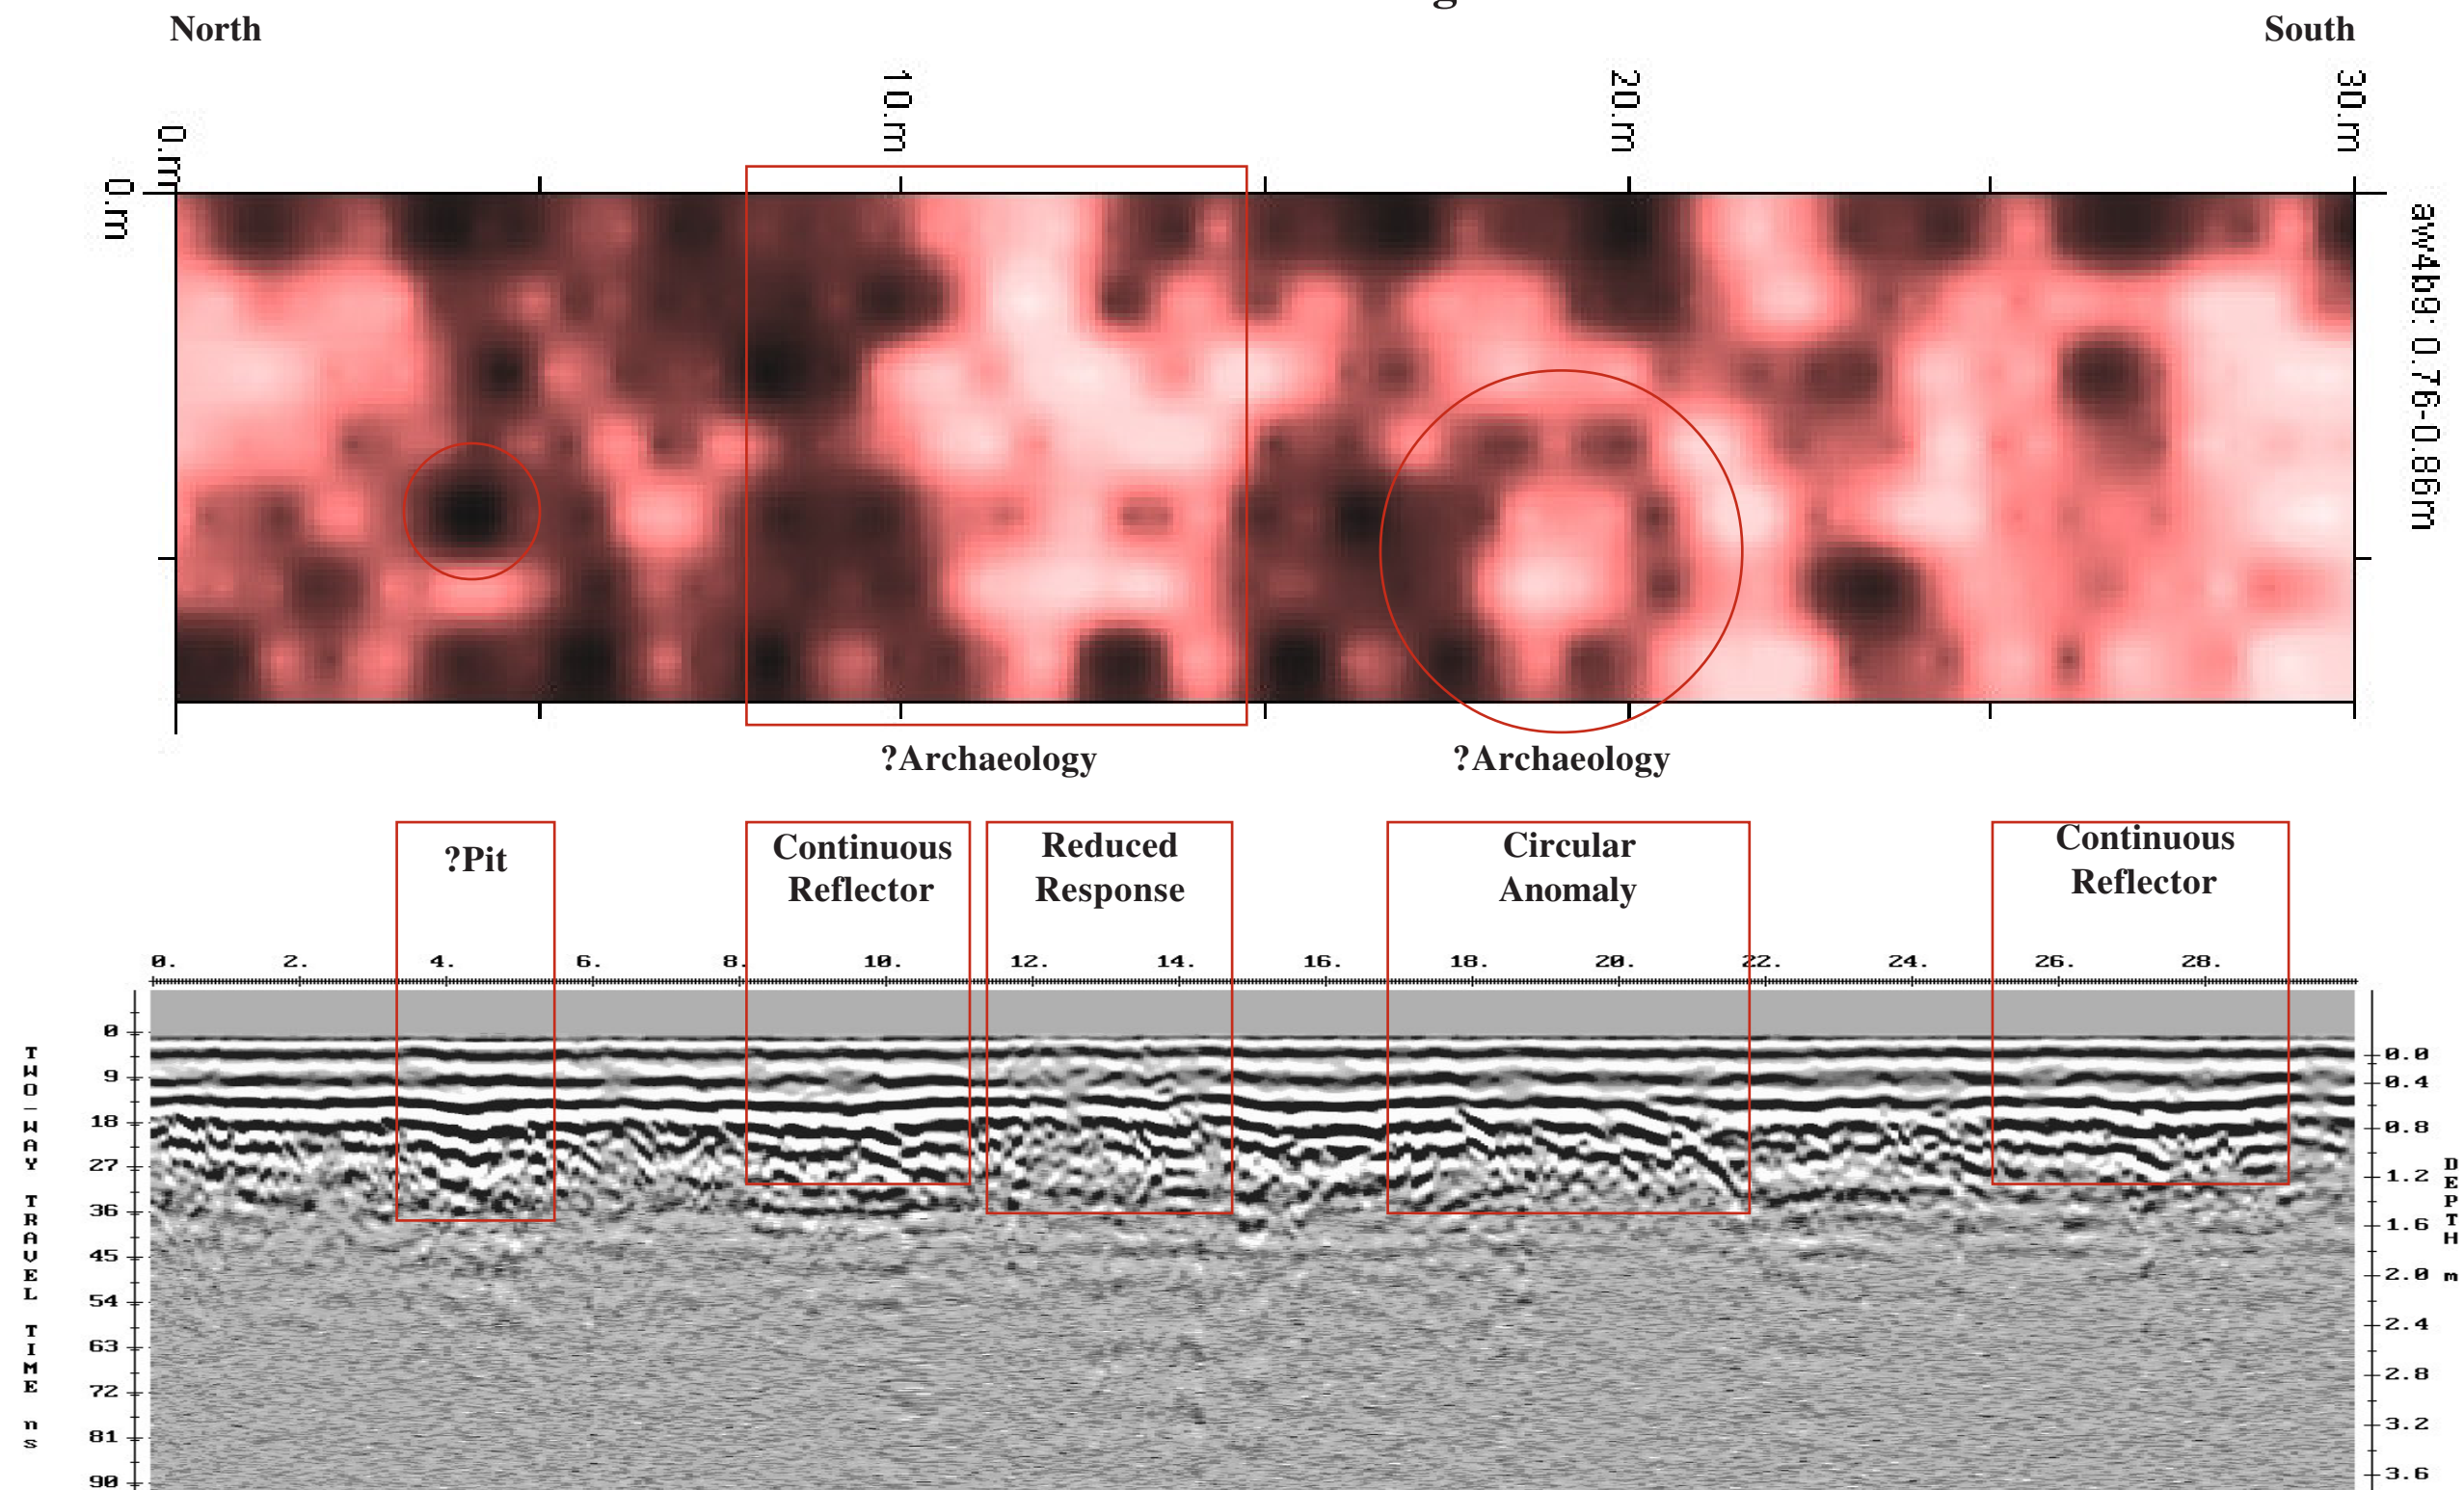 North
South
0.m
10.m
20.m
30.m
0.m
aw4b9: 0.76-0.86m
?Archaeology
?Archaeology
?Pit
Continuous
Reflector
Reduced
Response
Circular
Anomaly
Continuous
Reflector
0. 2. 4. 6. 8. 10. 12. 14. 16. 18. 20. 22. 24. 26. 28.
TWO-WAY TRAVEL TIME ns
0
9
18
27
36
45
54
63
72
81
90
0.0
0.4
0.8
1.2
1.6
2.0
2.4
2.8
3.2
3.6
DEPTH m